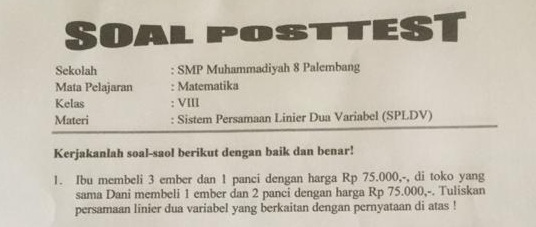 SOAL POSTTEST
Sekolah : SMP Muhammadiyah 8 Palembang
Mata Pelajaran : Matematika
Kelas : VIII
Materi : Sistem Persamaan Linier Dua Variabel (SPLDV)
Kerjakanlah soal-saol berikut dengan baik dan benar!
1. Ibu membeli 3 ember dan 1 panci dengan harga Rp 75.000,-, di toko yang
sama Dani membeli 1 ember dan 2 panci dengan harga Rp 75.000,-. Tuliskan
persamaan linier dua variabel yang berkaitan dengan pernyataan di atas !